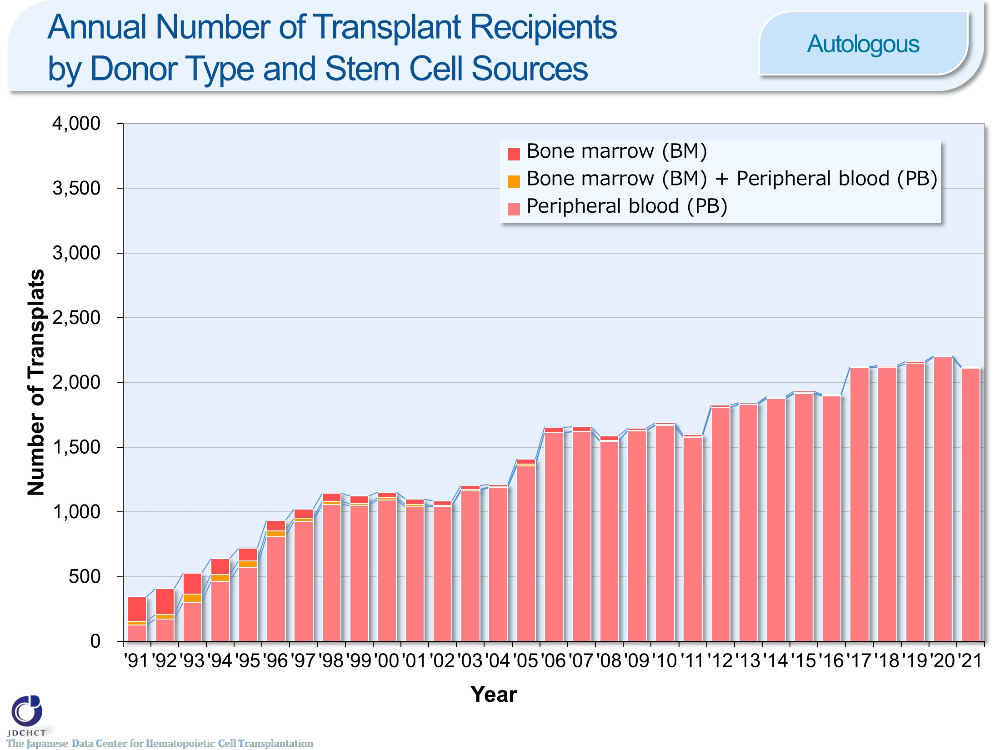 Annual Number of Transplant Recipients
by Donor Type and Stem Cell Sources
Autologous
4,000
3,500
3,000
2,500
2,000
1,500
1,000
500
0
Number of Transplats
Bone marrow (BM)
Bone marrow (BM) + Peripheral blood (PB)
Peripheral blood (PB)
'91 '92 '93 '94 '95 '96 '97 '98 '99 '00 '01 '02 '03 '04 '05 '06 '07 '08 '09 '10 '11 '12 '13 '14 '15 '16 '17 '18 '19 '20 '21
Year
JDCHCT
The Japanese Data Center for Hematopoietic Cell Transplantation